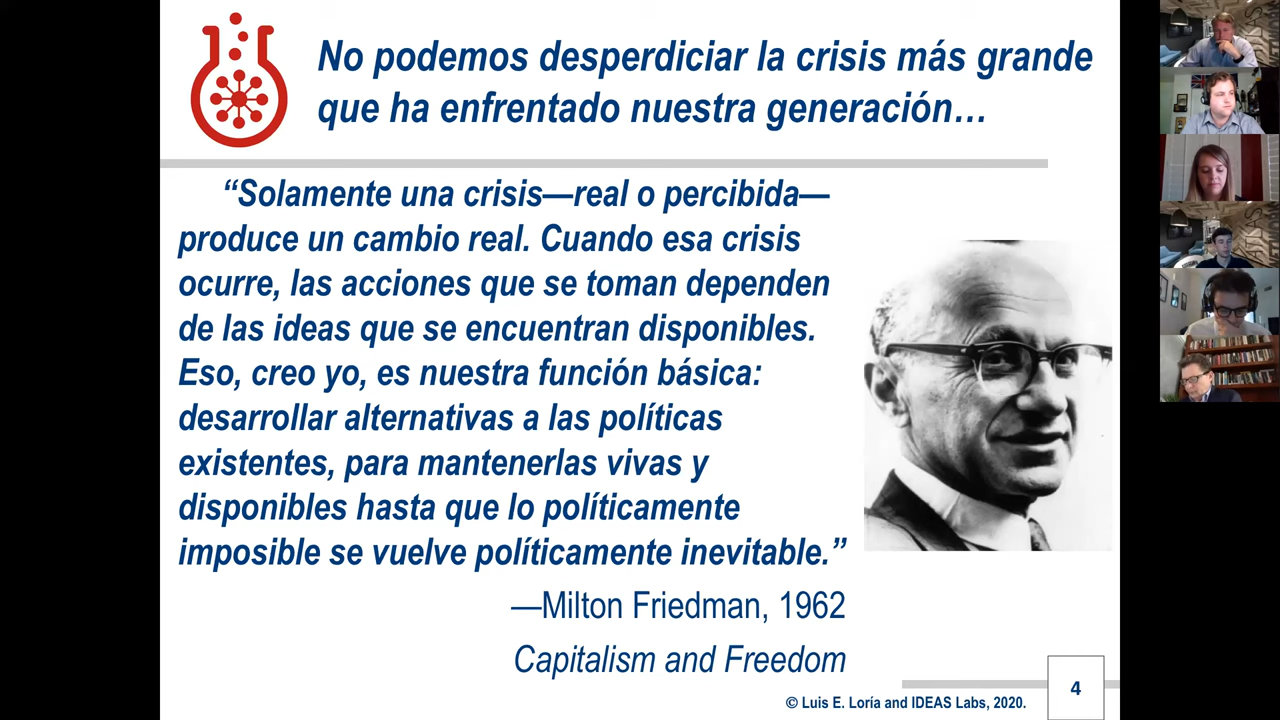 No podemos desperdiciar la crisis más grande
que ha enfrentado nuestra generación…
“Solamente una crisis—real o percibida—
produce un cambio real. Cuando esa crisis
ocurre, las acciones que se toman dependen
de las ideas que se encuentran disponibles.
Eso, creo yo, es nuestra función básica:
desarrollar alternativas a las políticas
existentes, para mantenerlas vivas y
disponibles hasta que lo políticamente
imposible se vuelve políticamente inevitable.”
—Milton Friedman, 1962
Capitalism and Freedom
4
© Luis E. Loría and IDEAS Labs, 2020.